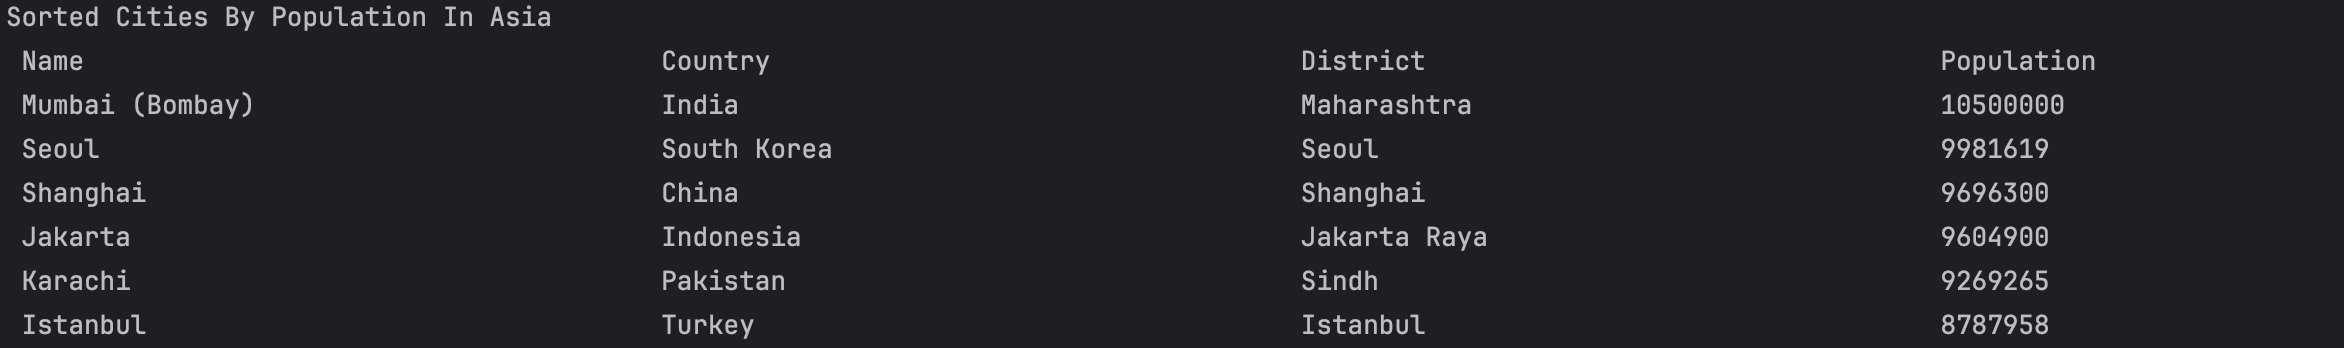 Sorted Cities By Population In Asia
Name Country District Population
Mumbai (Bombay) India Maharashtra 10500000
Seoul South Korea Seoul 9981619
Shanghai China Shanghai 9696300
Jakarta Indonesia Jakarta Raya 9604900
Karachi Pakistan Sindh 9269265
Istanbul Turkey Istanbul 8787958